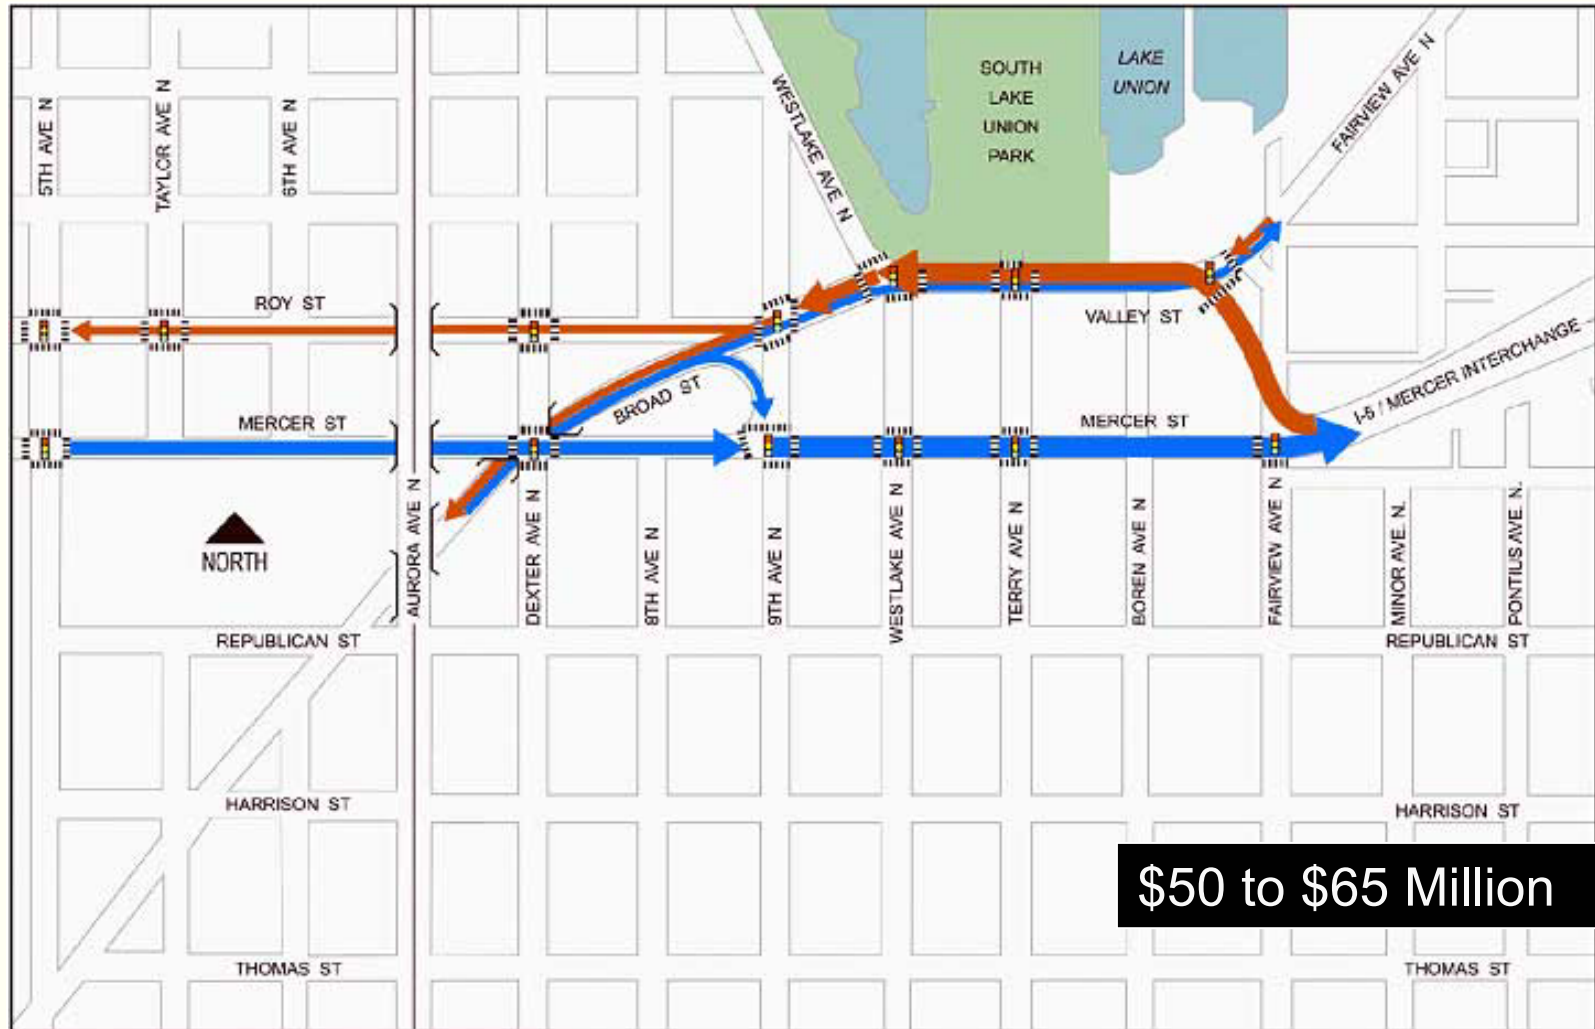 SOUTH
LAKE
UNION
PARK
LAKE
UNION
WESTLAKE AVE N
FAIRVIEW AVE N
5TH AVE N
TAYLOR AVE N
6TH AVE N
ROY ST
VALLEY ST
BROAD ST
MERCER ST
MERCER ST
I-5 / MERCER INTERCHANGE
NORTH
AURORA AVE N
DEXTER AVE N
8TH AVE N
9TH AVE N
WESTLAKE AVE N
TERRY AVE N
BOREN AVE N
FAIRVIEW AVE N
MINOR AVE. N.
PONTIUS AVE. N.
REPUBLICAN ST
REPUBLICAN ST
HARRISON ST
HARRISON ST
$50 to $65 Million
THOMAS ST
THOMAS ST